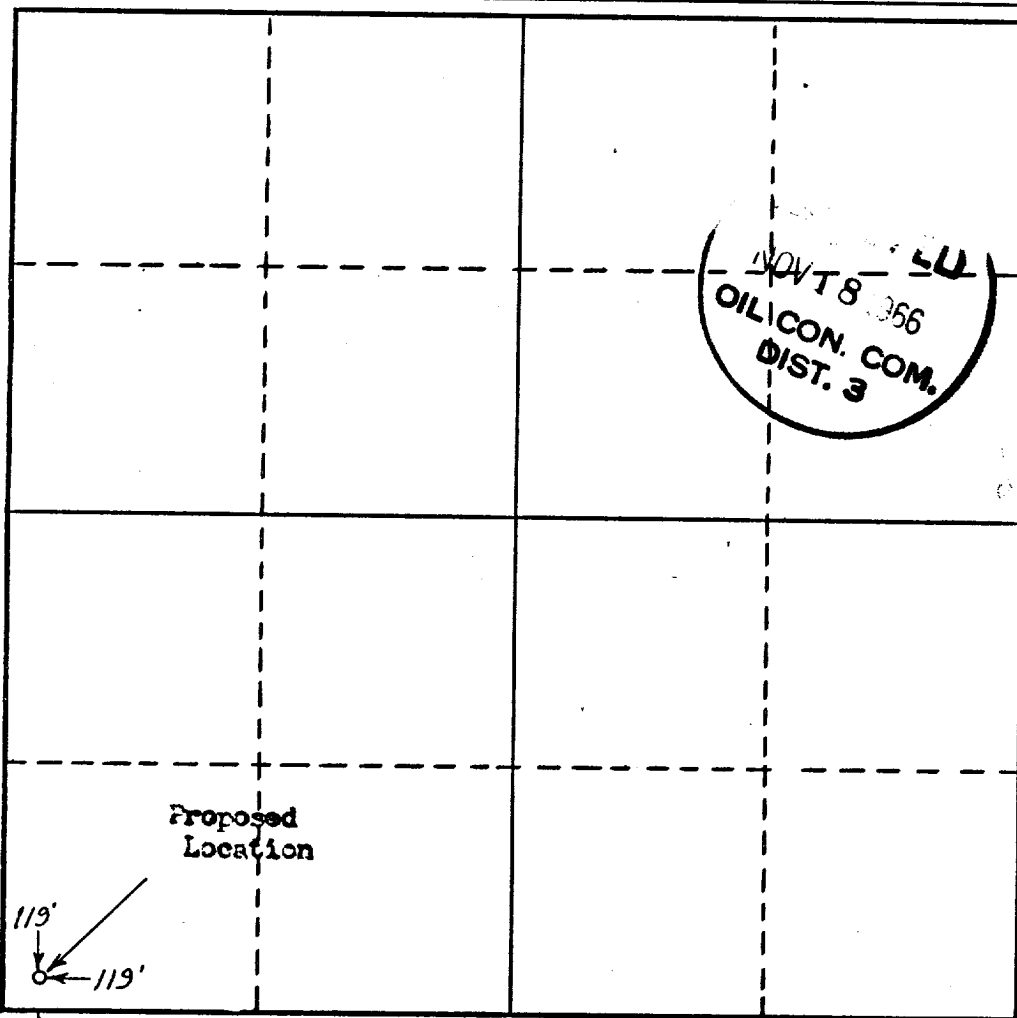 NOV 18 1966
OIL CON. COM.
DIST. 3
Proposed
Location
119'
119'